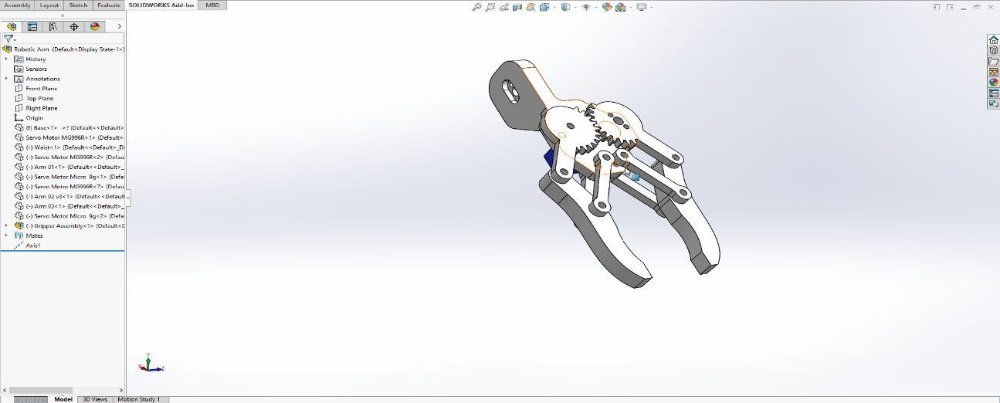 Assembly Layout Sketch Evaluate SOLIDWORKS Add-Ins MBD
Robotic Arm (Default<Display State-1>)
History
Sensors
Annotations
Front Plane
Top Plane
Right Plane
Origin
(f) Base<1> ->? (Default<<Default>
Servo Motor MG996R<1> (Default<
(-) Waist<1> (Default<<Default>_Di
(-) Servo Motor MG996R<2> (Defau
(-) Arm 01<1> (Default<<Default>_
(-) Servo Motor Micro 9g<1> (Defau
(-) Servo Motor MG996R<7> (Defau
(-) Arm 02 v3<1> (Default<<Default
(-) Arm 03<1> (Default<<Default>_
(-) Servo Motor Micro 9g<2> (Defau
(-) Gripper Assembly<1> (Default<D
Mates
Axis1
Y
X
Z
Model 3D Views Motion Study 1